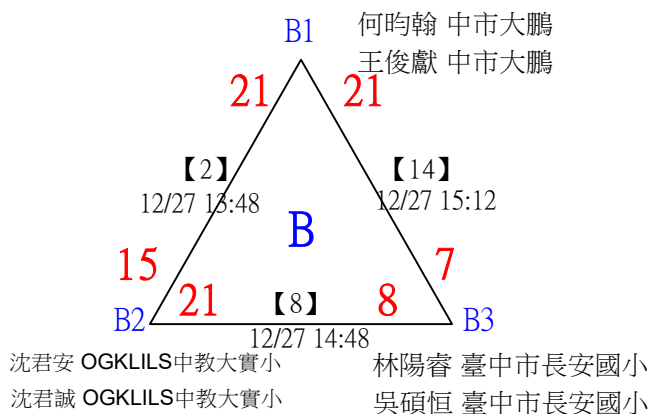 B1
何昀翰 中市大鵬
王俊獻 中市大鵬
21
21
【2】
【14】
12/27 13:48
12/27 15:12
B
15
7
21
【8】
8
B2
B3
12/27 14:48
沈君安 OGKLILS中教大實小
林陽睿 臺中市長安國小
沈君誠 OGKLILS中教大實小
吳碩恒 臺中市長安國小